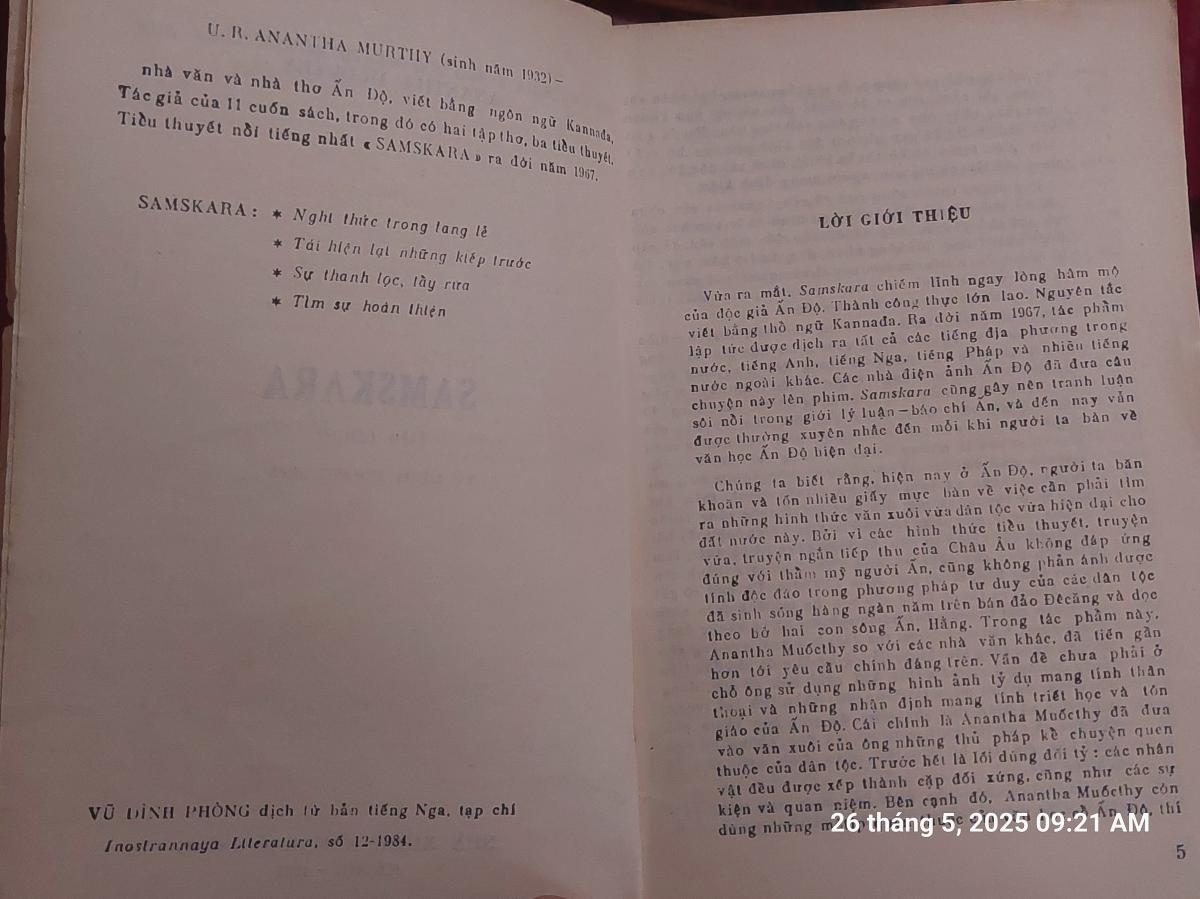 U. R. ANANTHA MURTHY (sinh năm 1932)—
nhà văn và nhà thơ Ấn Độ, viết bằng ngôn ngữ Kannada,
Tác giả của 11 cuốn sách, trong đó có hai tập thơ, ba tiểu thuyết.
Tiểu thuyết nổi tiếng nhất « SAMSKARA » ra đời năm 1967.
SAMSKARA : * Nghi thức trong tang lễ
* Tái hiện lại những kiếp trước
* Sự thanh lọc, tẩy rửa
* Tìm sự hoàn thiện
SAMSKARA
VŨ ĐÌNH PHÒNG dịch từ bản tiếng Nga, tạp chí
Inostrannaya Literatura, số 12-1984.
LỜI GIỚI THIỆU
Vừa ra mắt, Samskara chiếm lĩnh ngay lòng hâm mộ
của độc giả Ấn Độ. Thành công thực lớn lao. Nguyên tác
viết bằng thổ ngữ Kannada. Ra đời năm 1967, tác phẩm
lập tức được dịch ra tất cả các tiếng địa phương trong
nước, tiếng Anh, tiếng Nga, tiếng Pháp và nhiều tiếng
nước ngoài khác. Các nhà điện ảnh Ấn Độ đã đưa câu
chuyện này lên phim. Samskara cũng gây nên tranh luận
sôi nổi trong giới lý luận—báo chí Ấn, và đến nay vẫn
được thường xuyên nhắc đến mỗi khi người ta bàn về
văn học Ấn Độ hiện đại.
Chúng ta biết rằng, hiện nay ở Ấn Độ, người ta băn
khoăn và tốn nhiều giấy mực bàn về việc cần phải tìm
ra những hình thức văn xuôi vừa dân tộc vừa hiện đại cho
đất nước này. Bởi vì các hình thức tiểu thuyết, truyện
vừa, truyện ngắn tiếp thu của Châu Âu không đáp ứng
đúng với thẩm mỹ người Ấn, cũng không phản ánh được
tính độc đáo trong phương pháp tư duy của các dân tộc
đã sinh sống hàng ngàn năm trên bán đảo Đêcăng và dọc
theo bờ hai con sông Ấn, Hằng. Trong tác phẩm này,
Anantha Muốcthy so với các nhà văn khác, đã tiến gần
hơn tới yêu cầu chính đáng trên. Vấn đề chưa phải ở
chỗ ông sử dụng những hình ảnh tỷ dụ mang tính thần
thoại và những nhận định mang tính triết học và tôn
giáo của Ấn Độ. Cái chính là Anantha Muốcthy đã đưa
vào văn xuôi của ông những thủ pháp kể chuyện quen
thuộc của dân tộc. Trước hết là lối dùng đối tỷ : các nhân
vật đều được xếp thành cặp đối xứng, cũng như các sự
kiện và quan niệm. Bên cạnh đó, Anantha Muốcthy còn
dùng những Ấn Độ, thí
26 tháng 5, 2025 09:21 AM
5